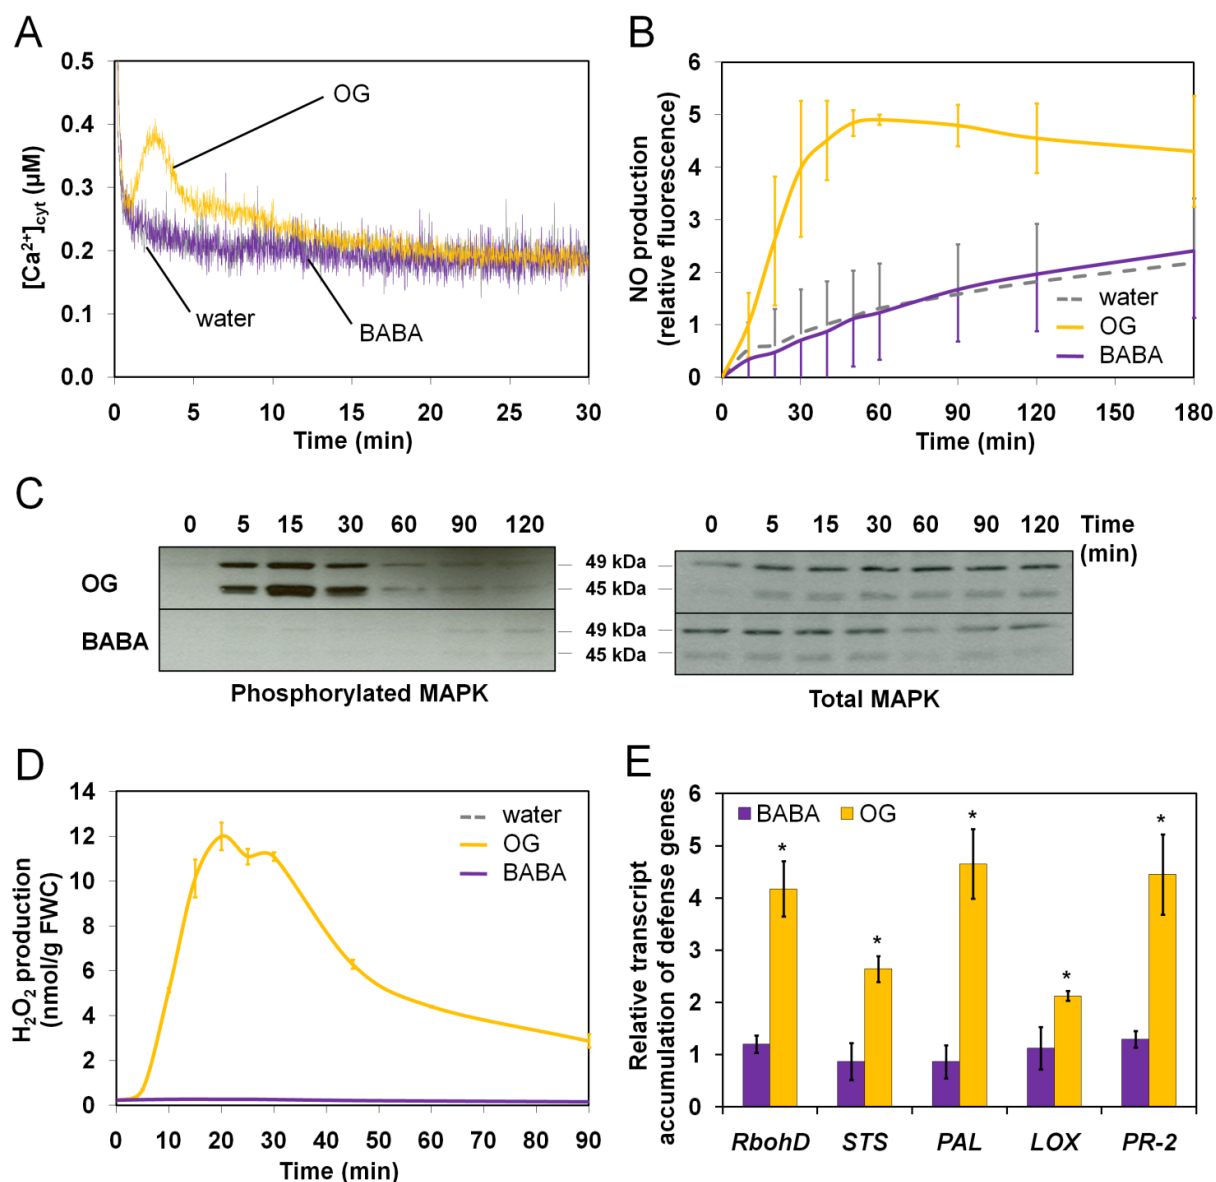 A
0.5
0.4
0.3
0.2
0.1
0.0
[Ca²⁺]cyt (µM)
OG
water
BABA
0 5 10 15 20 25 30
Time (min)
B
6
5
4
3
2
1
0
NO production
(relative fluorescence)
water
OG
BABA
0 30 60 90 120 150 180
Time (min)
C
0 5 15 30 60 90 120
0 5 15 30 60 90 120 Time
(min)
OG
49 kDa
45 kDa
BABA
49 kDa
45 kDa
Phosphorylated MAPK
Total MAPK
D
14
12
10
8
6
4
2
0
H₂O₂ production
(nmol/g FWC)
water
OG
BABA
0 10 20 30 40 50 60 70 80 90
Time (min)
E
6
5
4
3
2
1
0
Relative transcript
accumulation of defense genes
BABA OG
* * * * *
RbohD STS PAL LOX PR-2